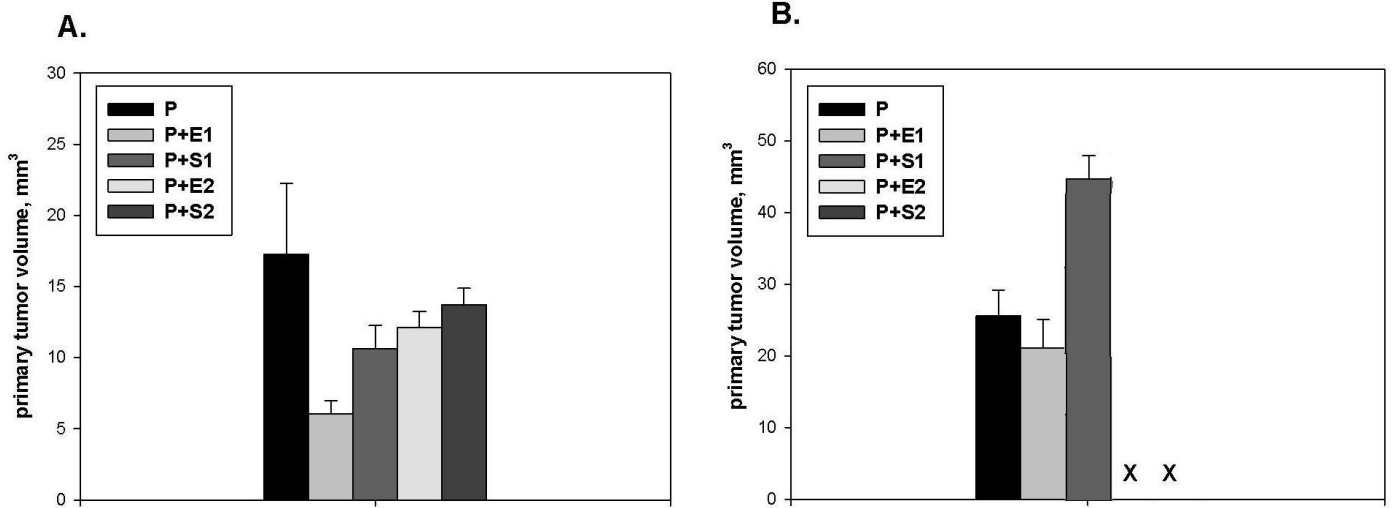 A.
30
25
20
15
10
5
0
primary tumor volume, mm³
P
P+E1
P+S1
P+E2
P+S2
B.
60
50
40
30
20
10
0
primary tumor volume, mm³
P
P+E1
P+S1
P+E2
P+S2
X X